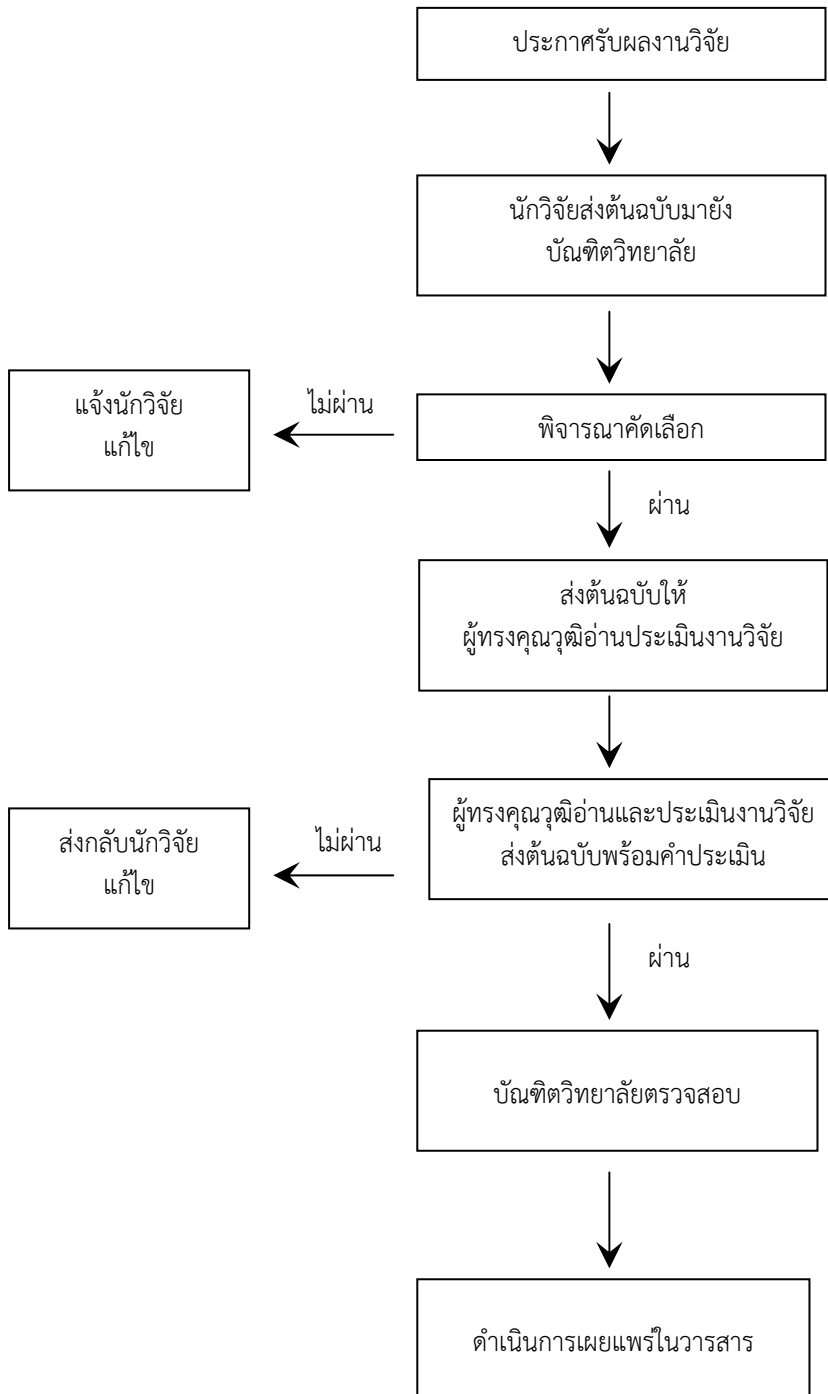 ประกาศรับผลงานวิจัย
นักวิจัยส่งต้นฉบับมายัง
บัณฑิตวิทยาลัย
พิจารณาคัดเลือก
ไม่ผ่าน
แจ้งนักวิจัย
แก้ไข
ผ่าน
ส่งต้นฉบับให้
ผู้ทรงคุณวุฒิอ่านประเมินงานวิจัย
ผู้ทรงคุณวุฒิอ่านและประเมินงานวิจัย
ส่งต้นฉบับพร้อมคำประเมิน
ไม่ผ่าน
ส่งกลับนักวิจัย
แก้ไข
ผ่าน
บัณฑิตวิทยาลัยตรวจสอบ
ดำเนินการเผยแพร่ในวารสาร